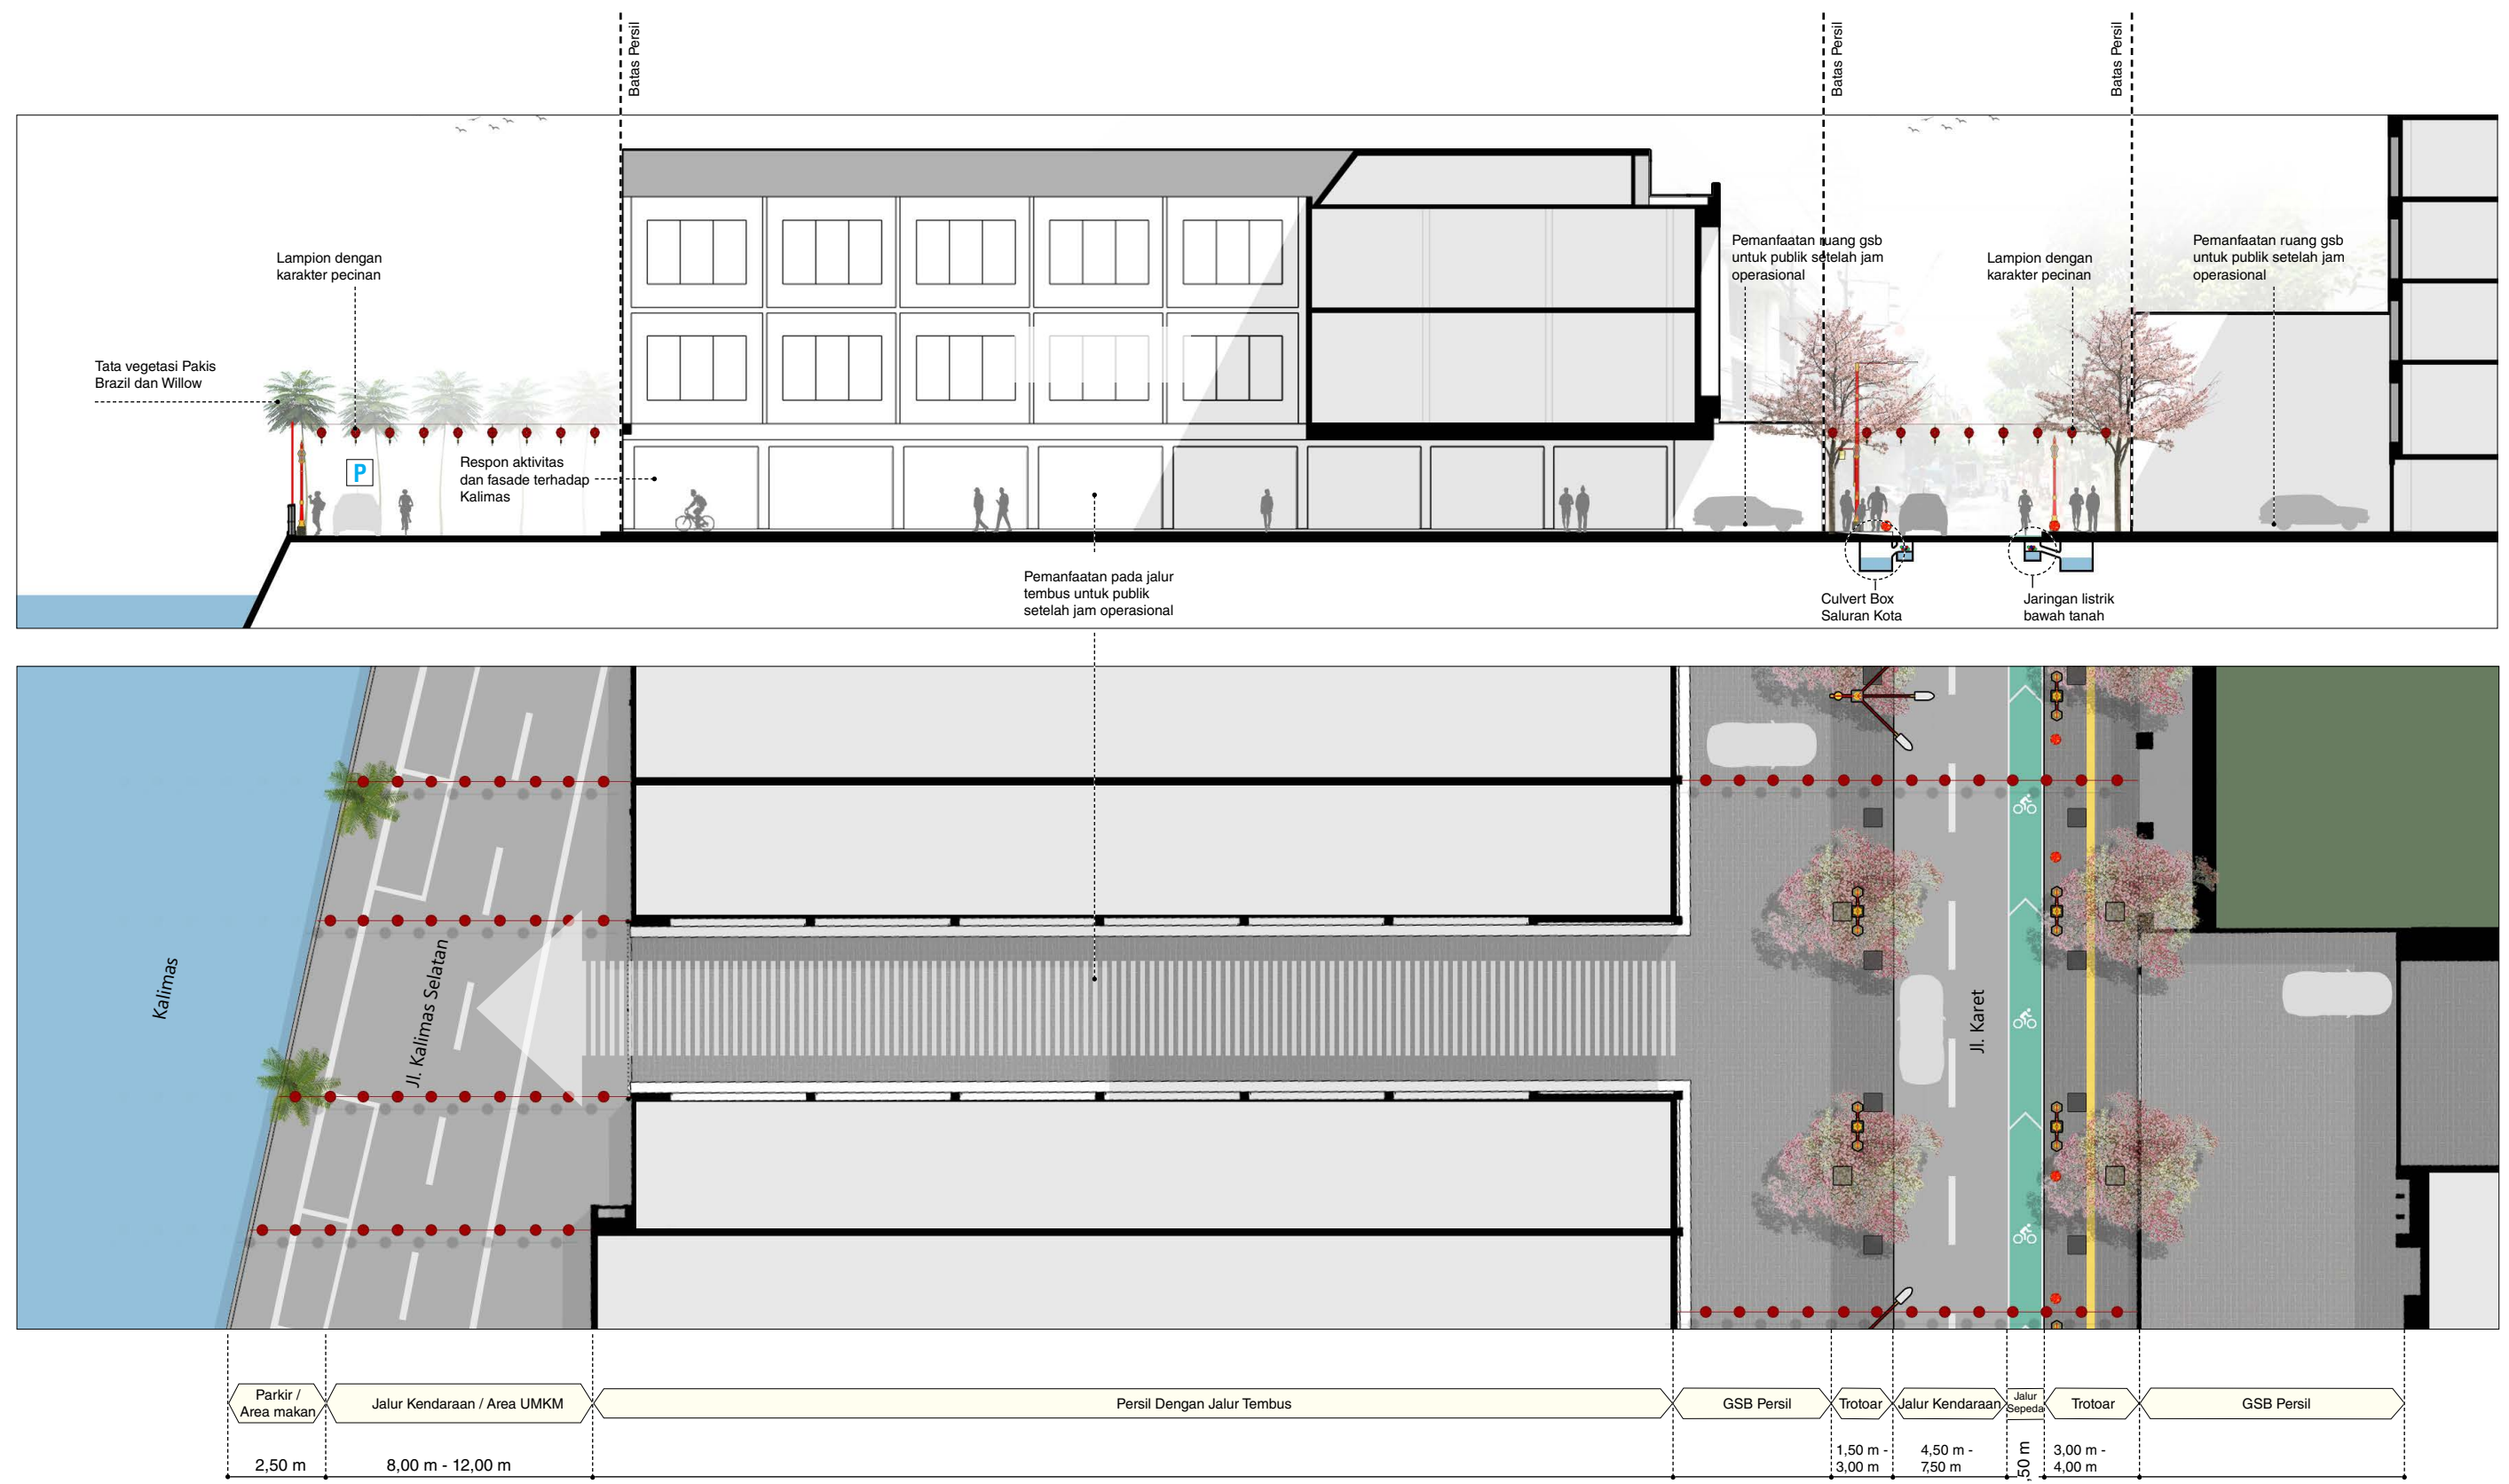 Batas Persil
Batas Persil
Batas Persil
Lampion dengan
karakter pecinan
Pemanfaatan ruang gsb
untuk publik setelah jam
operasional
Lampion dengan
karakter pecinan
Pemanfaatan ruang gsb
untuk publik setelah jam
operasional
Tata vegetasi Pakis
Brazil dan Willow
P
Respon aktivitas
dan fasade terhadap
Kalimas
Pemanfaatan pada jalur
tembus untuk publik
setelah jam operasional
Culvert Box
Saluran Kota
Jaringan listrik
bawah tanah
Kalimas
Jl. Kalimas Selatan
Jl. Karet
Parkir /
Area makan
Jalur Kendaraan / Area UMKM
Persil Dengan Jalur Tembus
GSB Persil
Trotoar
Jalur Kendaraan
Jalur
Sepeda
Trotoar
GSB Persil
2,50 m
8,00 m - 12,00 m
1,50 m -
3,00 m
4,50 m -
7,50 m
,50 m
3,00 m -
4,00 m